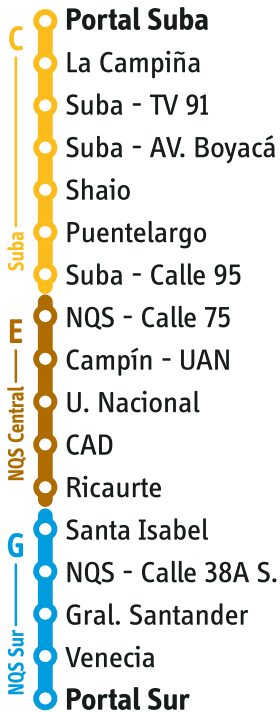 C
Suba
Portal Suba
La Campiña
Suba - TV 91
Suba - AV. Boyacá
Shaio
Puentelargo
Suba - Calle 95
E
NQS Central
NQS - Calle 75
Campín - UAN
U. Nacional
CAD
Ricaurte
G
NQS Sur
Santa Isabel
NQS - Calle 38A S.
Gral. Santander
Venecia
Portal Sur